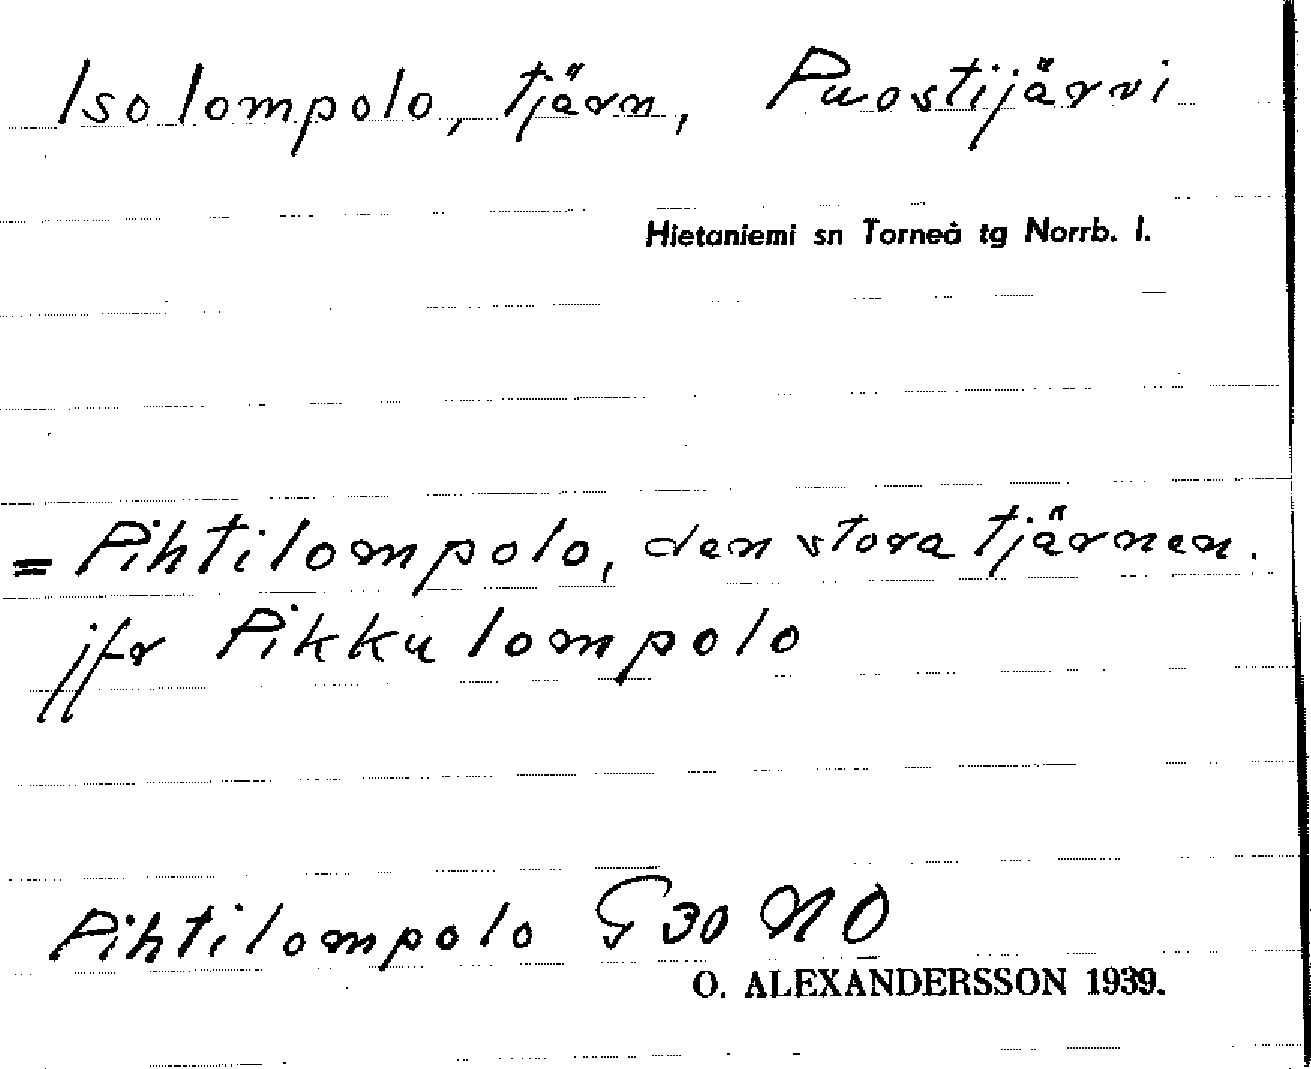 Isolompolo, tjärn, Puostijärvi
Hietaniemi sn Torneå tg Norrb. l.
= Pihtilompolo, den stora tjärnen.
jfr Pikkulompolo
Pihtilompolo G 30 NO
O. ALEXANDERSSON 1939.